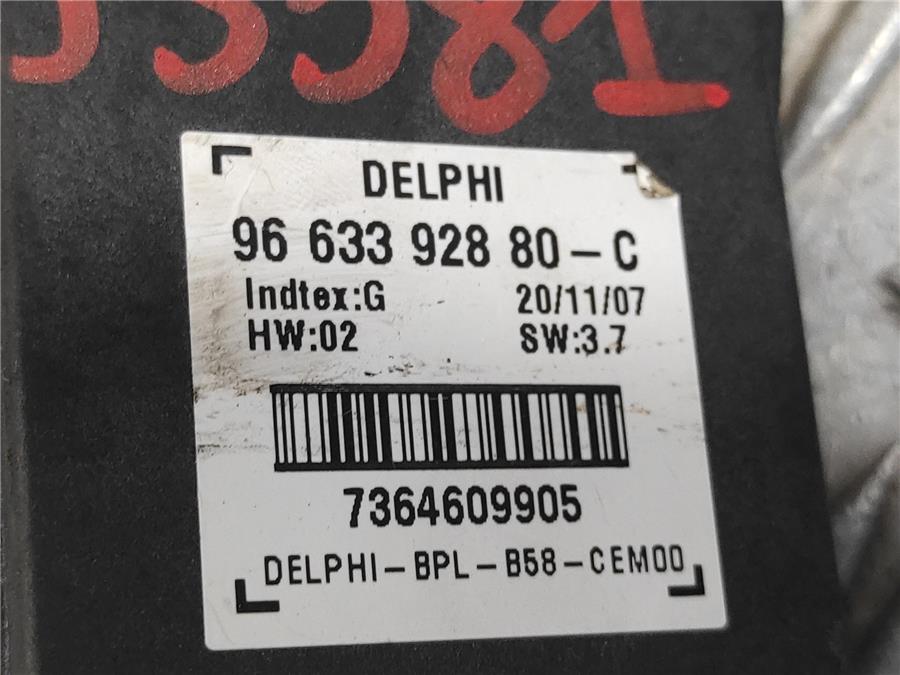 DELPHI
96 633 928 80-C
Indtex:G 20/11/07
HW:02 SW:3.7
7364609905
DELPHI-BPL-B58-CEM00